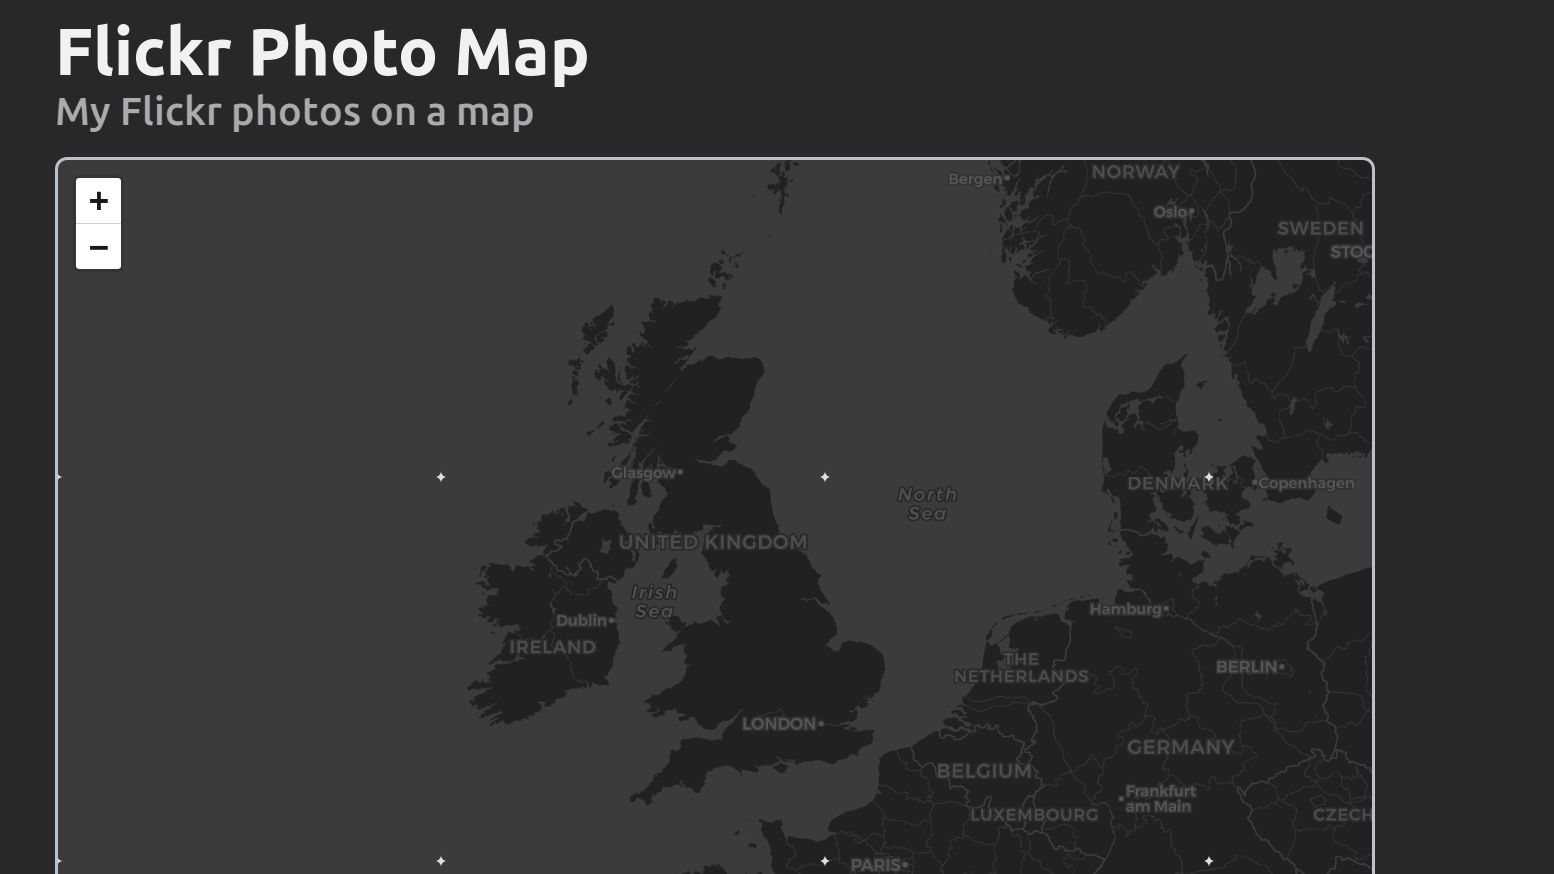 Flickr Photo Map
My Flickr photos on a map
+
−
Bergen
NORWAY
Oslo
SWEDEN
STOC
Glasgow
North
Sea
DENMARK
Copenhagen
UNITED KINGDOM
Irish
Sea
Dublin
IRELAND
Hamburg
THE
NETHERLANDS
BERLIN
LONDON
GERMANY
BELGIUM
Frankfurt
am Main
LUXEMBOURG
CZECH
PARIS